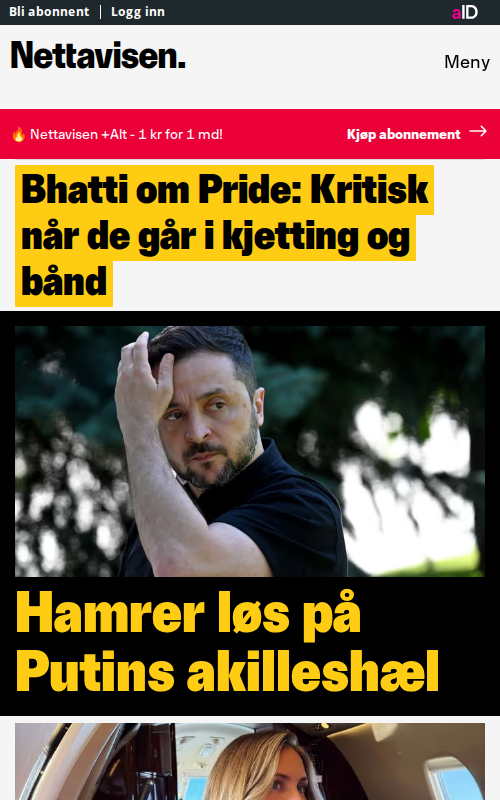 Bli abonnent | Logg inn
aID
Nettavisen.
Meny
🔥 Nettavisen +Alt - 1 kr for 1 md!
Kjøp abonnement →
Bhatti om Pride: Kritisk
når de går i kjetting og
bånd
Hamrer løs på
Putins akilleshæl